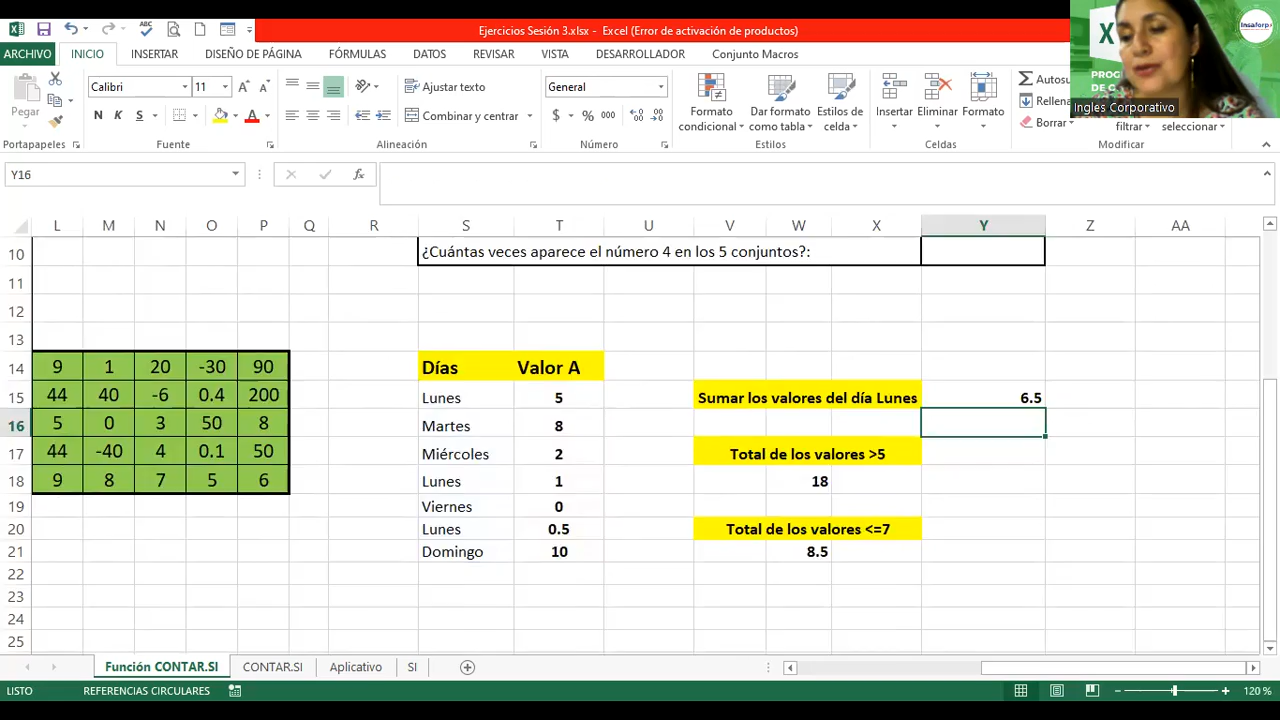 Ejercicios Sesión 3.xlsx - Excel (Error de activación de productos)
ARCHIVO INICIO INSERTAR DISEÑO DE PÁGINA FÓRMULAS DATOS REVISAR VISTA DESARROLLADOR Conjunto Macros
Insaforp
Pegar
Calibri 11
N K S
Ajustar texto
Combinar y centrar
General
$ % 000
Formato condicional
Dar formato como tabla
Estilos de celda
Insertar Eliminar Formato
Autosu
Rellena
Borrar
filtrar seleccionar
Ingles Corporativo
Portapapeles Fuente Alineación Número Estilos Celdas Modificar
Y16 fx
L M N O P Q R S T U V W X Y Z AA
10 ¿Cuántas veces aparece el número 4 en los 5 conjuntos?:
11
12
13
14 9 1 20 -30 90 Días Valor A
15 44 40 -6 0.4 200 Lunes 5 Sumar los valores del día Lunes 6.5
16 5 0 3 50 8 Martes 8
17 44 -40 4 0.1 50 Miércoles 2 Total de los valores >5
18 9 8 7 5 6 Lunes 1 18
19 Viernes 0
20 Lunes 0.5 Total de los valores <=7
21 Domingo 10 8.5
22
23
24
25
Función CONTAR.SI CONTAR.SI Aplicativo SI
LISTO REFERENCIAS CIRCULARES 120 %